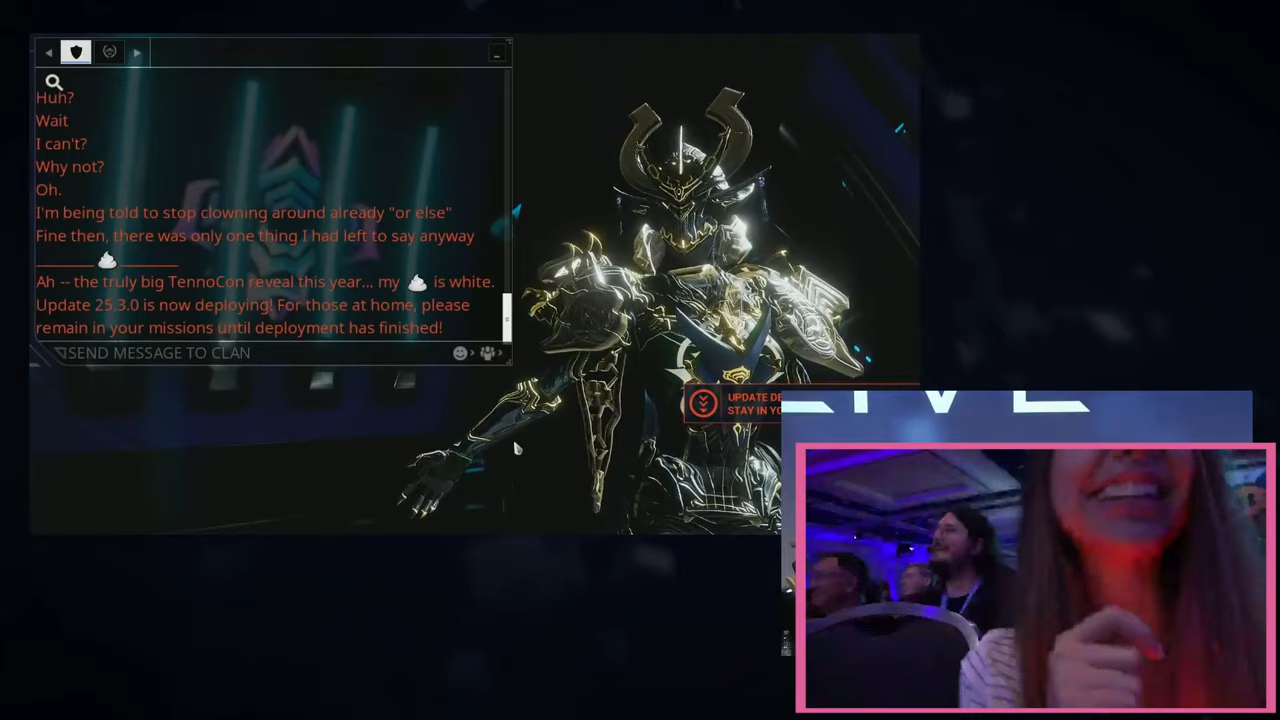 Huh?
Wait
I can't?
Why not?
Oh.
I'm being told to stop clowning around already "or else"
Fine then, there was only one thing I had left to say anyway
______💩______
Ah -- the truly big TennoCon reveal this year... my 💩 is white.
Update 25.3.0 is now deploying! For those at home, please
remain in your missions until deployment has finished!
SEND MESSAGE TO CLAN
UPDATE DE
STAY IN YO
LIVE